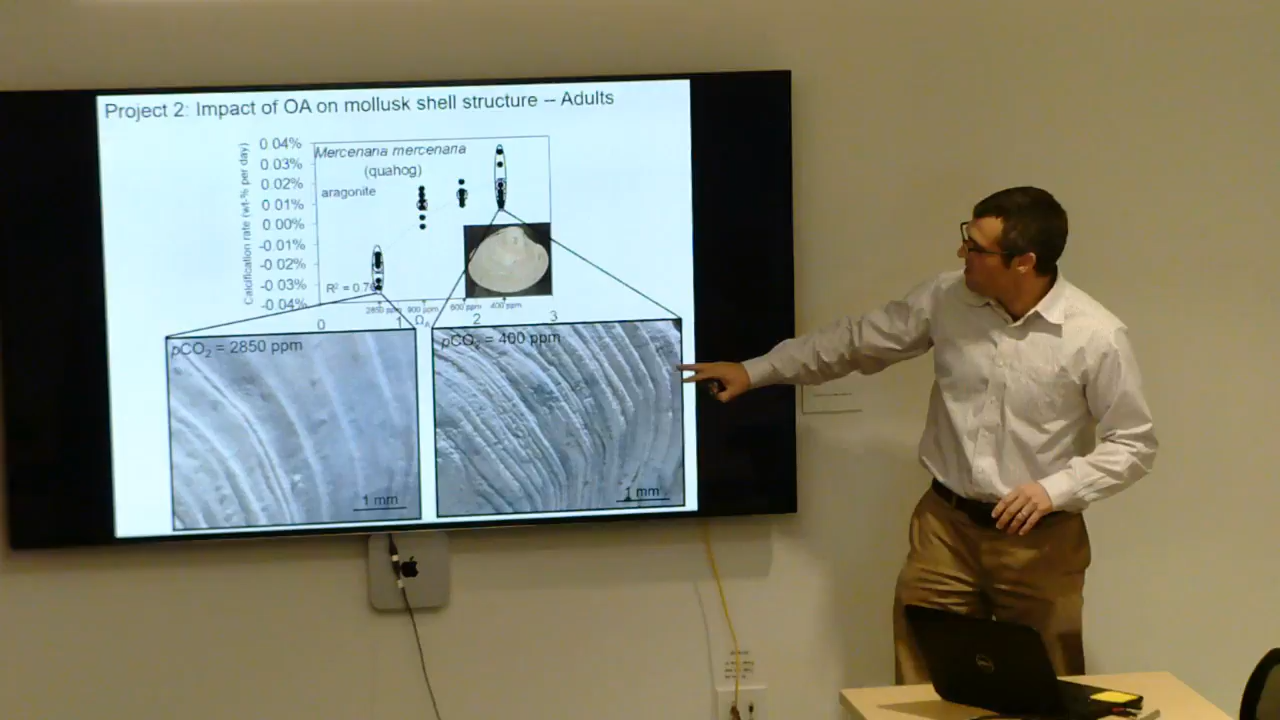 Project 2: Impact of OA on mollusk shell structure – Adults
Calcification rate (wt-% per day)
0 04%
0.03%
0 02%
0 01%
0.00%
-0.01%
-0 02%
-0 03%
-0 04%
Mercenaria mercenaria
(quahog)
aragonite
R² = 0.7
2850 ppm 900 ppm 600 ppm 400 ppm
0 1 Ω 2 3
pCO₂ = 2850 ppm
1 mm
pCO₂ = 400 ppm
1 mm
DELL